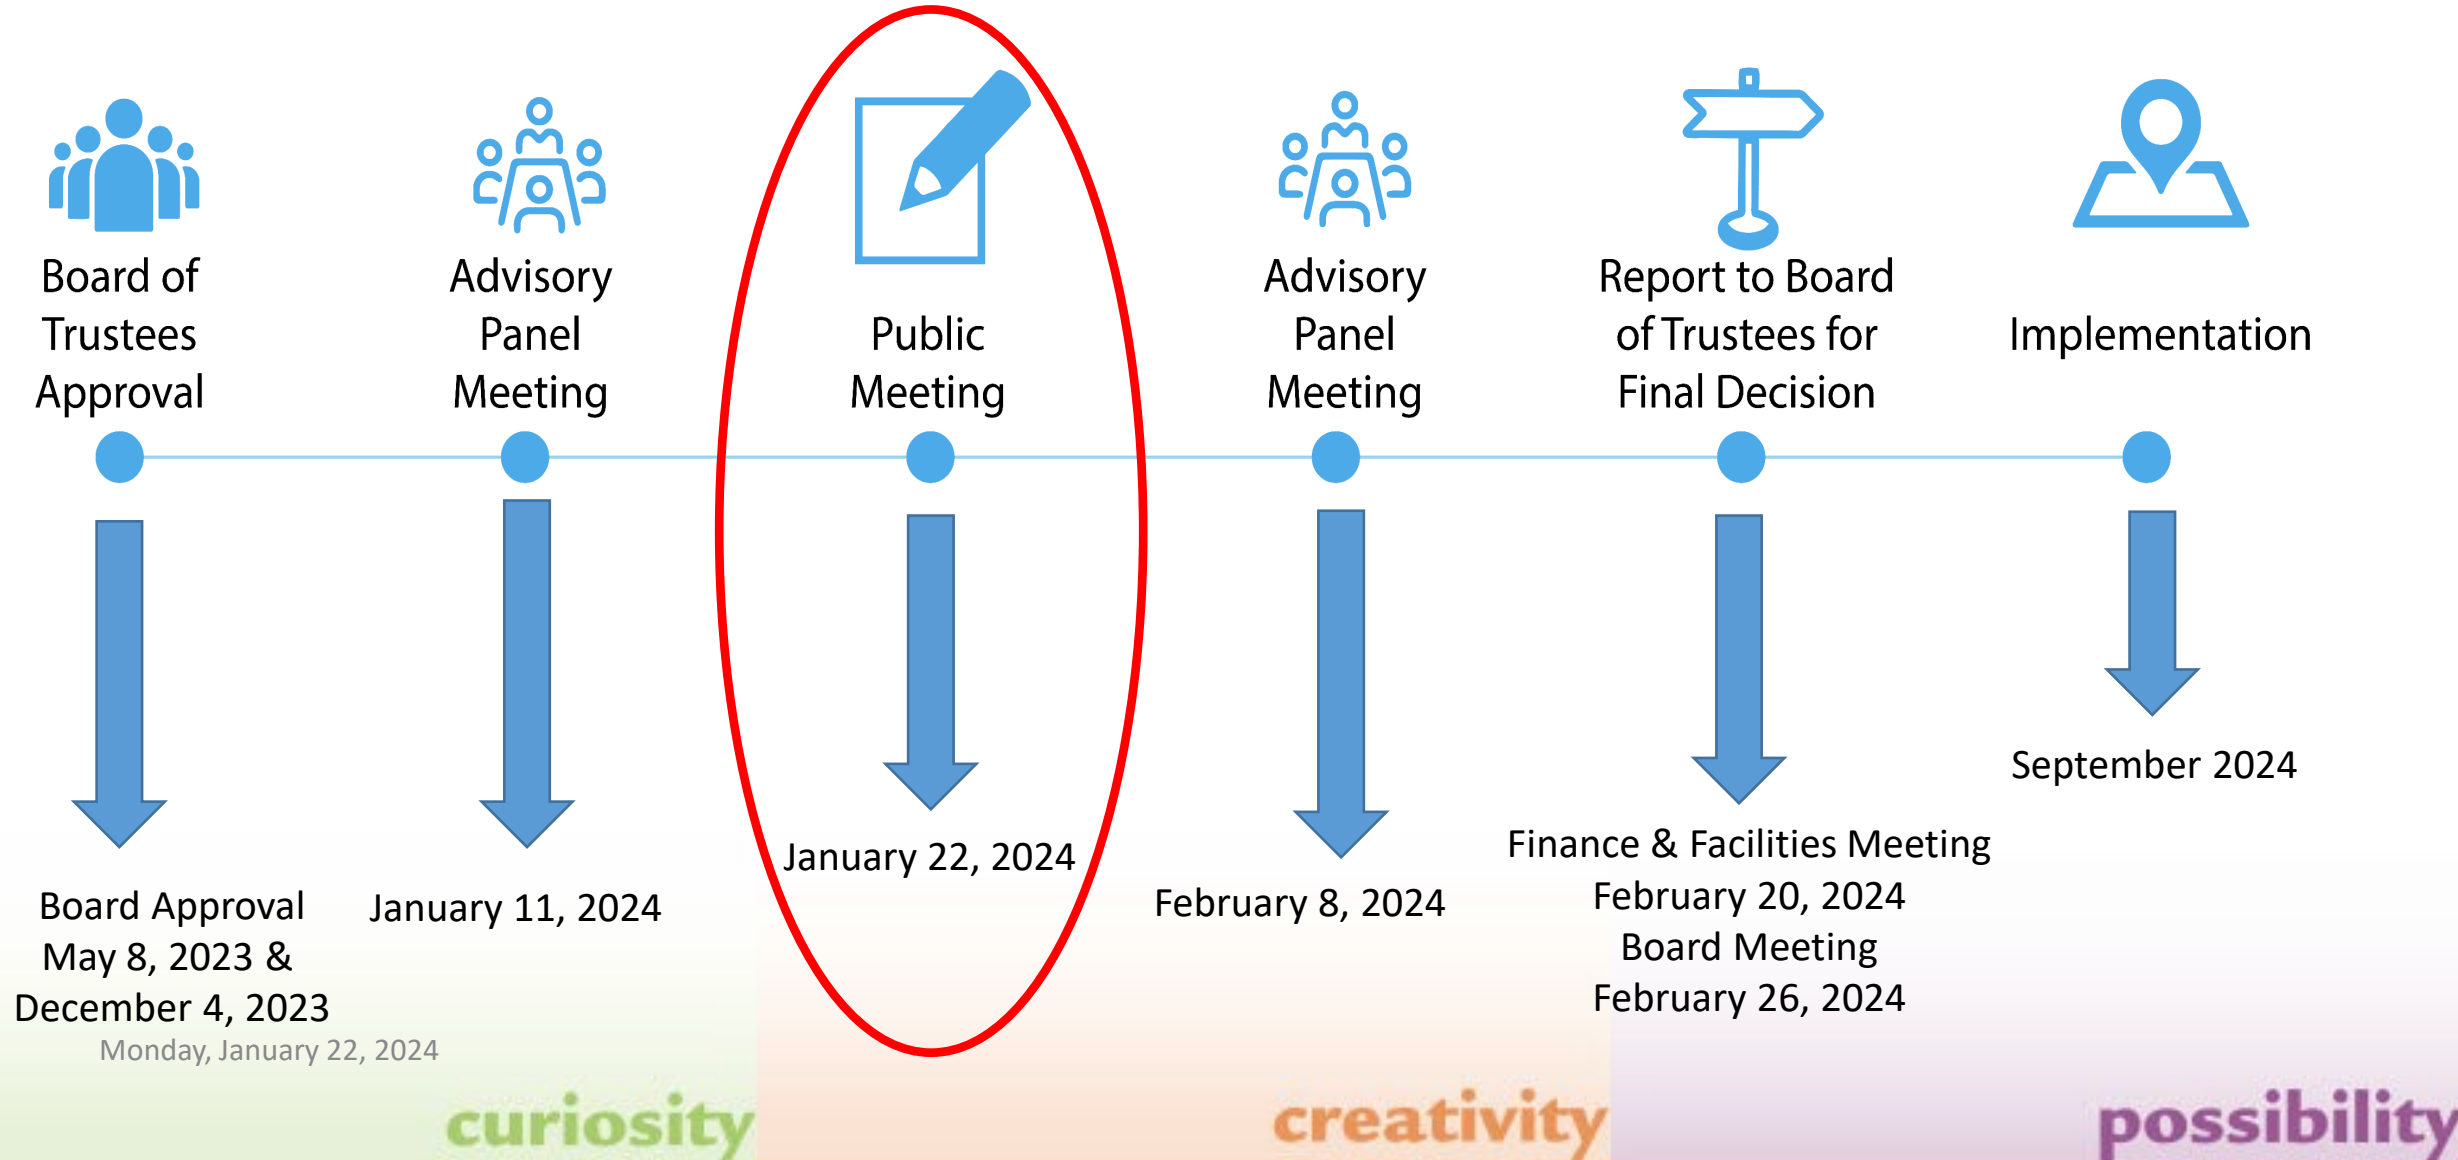 Board of
Trustees
Approval
Advisory
Panel
Meeting
Public
Meeting
Advisory
Panel
Meeting
Report to Board
of Trustees for
Final Decision
Implementation
Board Approval
May 8, 2023 &
December 4, 2023
January 11, 2024
January 22, 2024
February 8, 2024
Finance & Facilities Meeting
February 20, 2024
Board Meeting
February 26, 2024
September 2024
Monday, January 22, 2024
curiosity
creativity
possibility